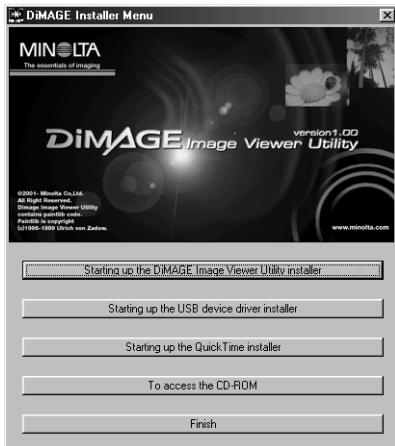 DiMAGE Installer Menu
MINOLTA
The essentials of imaging
DiMAGE Image Viewer Utility
version1.00
©2001- Minolta Co,Ltd.
All Right Reserved.
Dimage Image Viewer Utility
contains paintlib code.
Paintlib is copyright
(c)1996-1999 Ulrich von Zadow.
www.minolta.com
Starting up the DiMAGE Image Viewer Utility installer
Starting up the USB device driver installer
Starting up the QuickTime installer
To access the CD-ROM
Finish